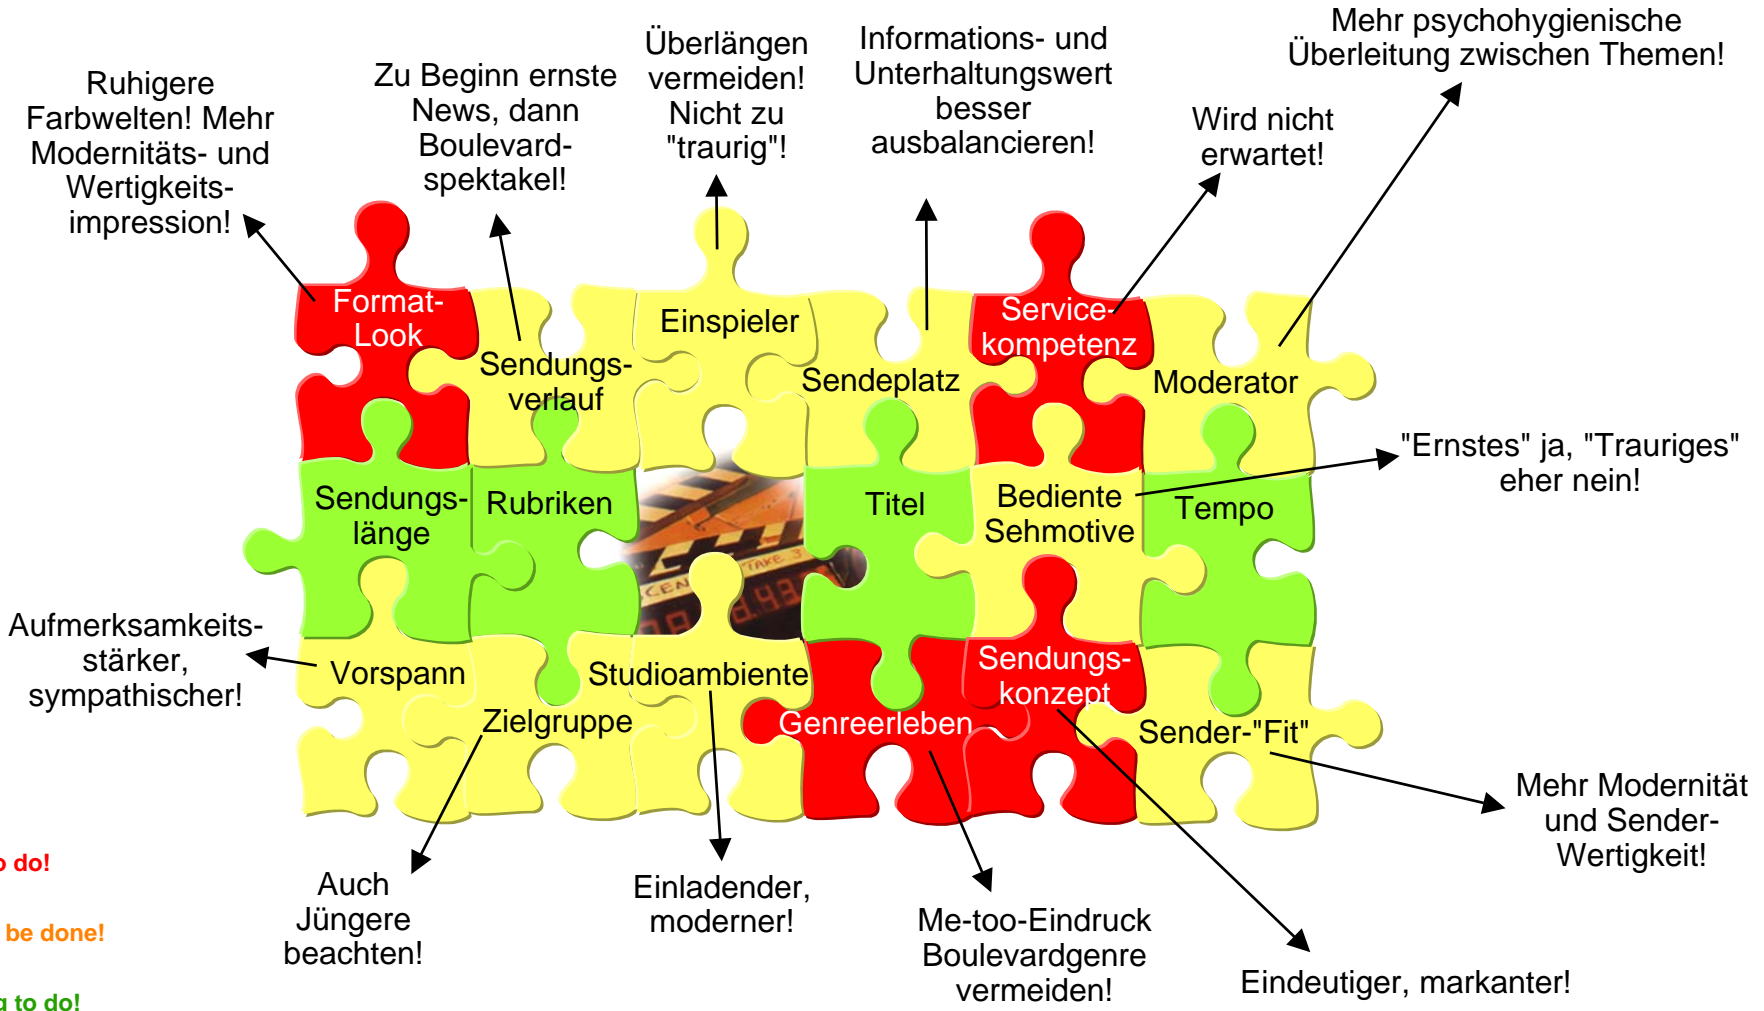 Mehr psychohygienische
Überleitung zwischen Themen!
Informations- und
Unterhaltungswert
besser
ausbalancieren!
Überlängen
vermeiden!
Nicht zu
"traurig"!
Zu Beginn ernste
News, dann
Boulevard-
spektakel!
Ruhigere
Farbwelten! Mehr
Modernitäts- und
Wertigkeits-
impression!
Wird nicht
erwartet!
Format-
Look
Sendungs-
verlauf
Einspieler
Sendeplatz
Service-
kompetenz
Moderator
"Ernstes" ja, "Trauriges"
eher nein!
Sendungs-
länge
Rubriken
Titel
Bediente
Sehmotive
Tempo
TAKE 3
Aufmerksamkeits-
stärker,
sympathischer!
Vorspann
Zielgruppe
Studioambiente
Genreerleben
Sendungs-
konzept
Sender-"Fit"
Mehr Modernität
und Sender-
Wertigkeit!
do!
be done!
to do!
Auch
Jüngere
beachten!
Einladender,
moderner!
Me-too-Eindruck
Boulevardgenre
vermeiden!
Eindeutiger, markanter!